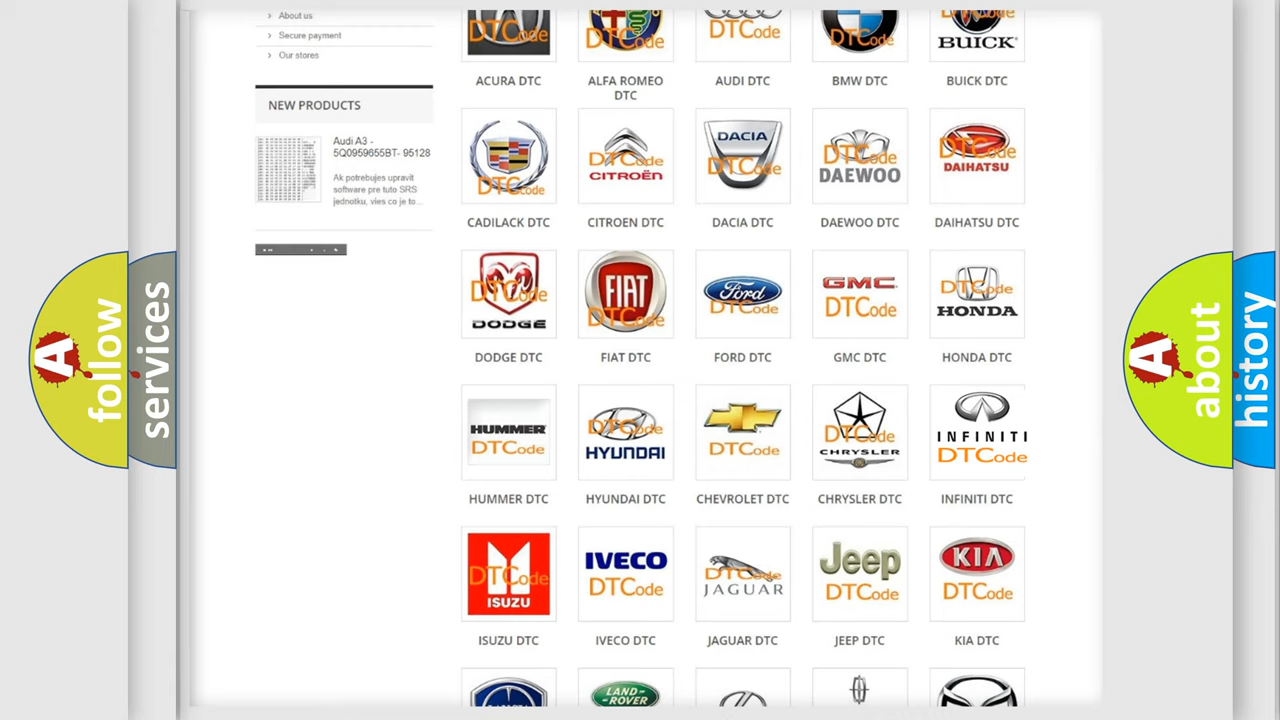 About us
Secure payment
Our stores
NEW PRODUCTS
Audi A3 -
5Q0959655BT- 95128
Ak potrebujes upravit
software pre tuto SRS
jednotku, vies co je to...
DTCode
DTCode
DTCode
DTCode
BUICK
ACURA DTC
ALFA ROMEO
DTC
AUDI DTC
BMW DTC
BUICK DTC
DTCode
DTCode
CITROËN
DACIA
DTCode
DTCode
DAEWOO
DTCode
DAIHATSU
CADILACK DTC
CITROEN DTC
DACIA DTC
DAEWOO DTC
DAIHATSU DTC
DTCode
DODGE
FIAT
DTCode
Ford
DTCode
GMC
DTCode
DTCode
HONDA
DODGE DTC
FIAT DTC
FORD DTC
GMC DTC
HONDA DTC
HUMMER
DTCode
DTCode
HYUNDAI
DTCode
DTCode
CHRYSLER
INFINITI
DTCode
HUMMER DTC
HYUNDAI DTC
CHEVROLET DTC
CHRYSLER DTC
INFINITI DTC
DTCode
ISUZU
IVECO
DTCode
DTCode
JAGUAR
Jeep
DTCode
KIA
DTCode
ISUZU DTC
IVECO DTC
JAGUAR DTC
JEEP DTC
KIA DTC
LAND-
ROVER
A
follow
services
A
about
history